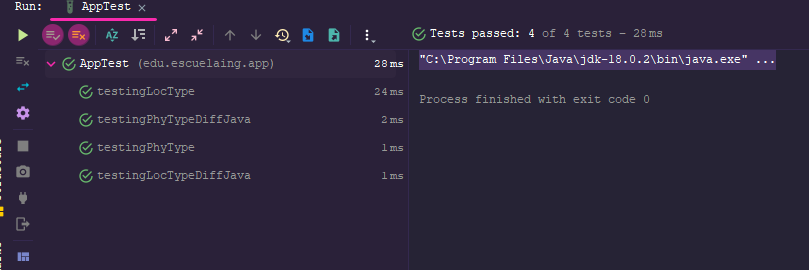 Run: AppTest ×
Tests passed: 4 of 4 tests – 28 ms
AppTest (edu.escuelaing.app) 28 ms
testingLocType 24 ms
testingPhyTypeDiffJava 2 ms
testingPhyType 1 ms
testingLocTypeDiffJava 1 ms
"C:\Program Files\Java\jdk-18.0.2\bin\java.exe" ...
Process finished with exit code 0